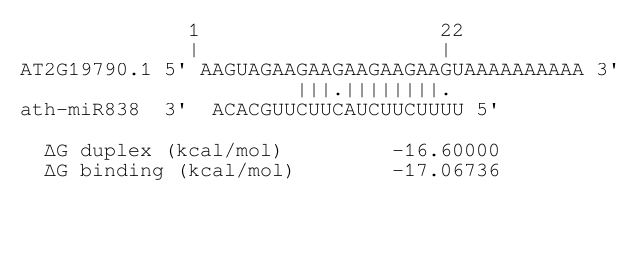 1 22
| |
AT2G19790.1 5' AAGUAGAAGAAGAAGAAGAAGUAAAAAAAAAA 3'
|||.||||||||.
ath-miR838 3' ACACGUUCUUCAUCUUCUUUU 5'
ΔG duplex (kcal/mol) -16.60000
ΔG binding (kcal/mol) -17.06736